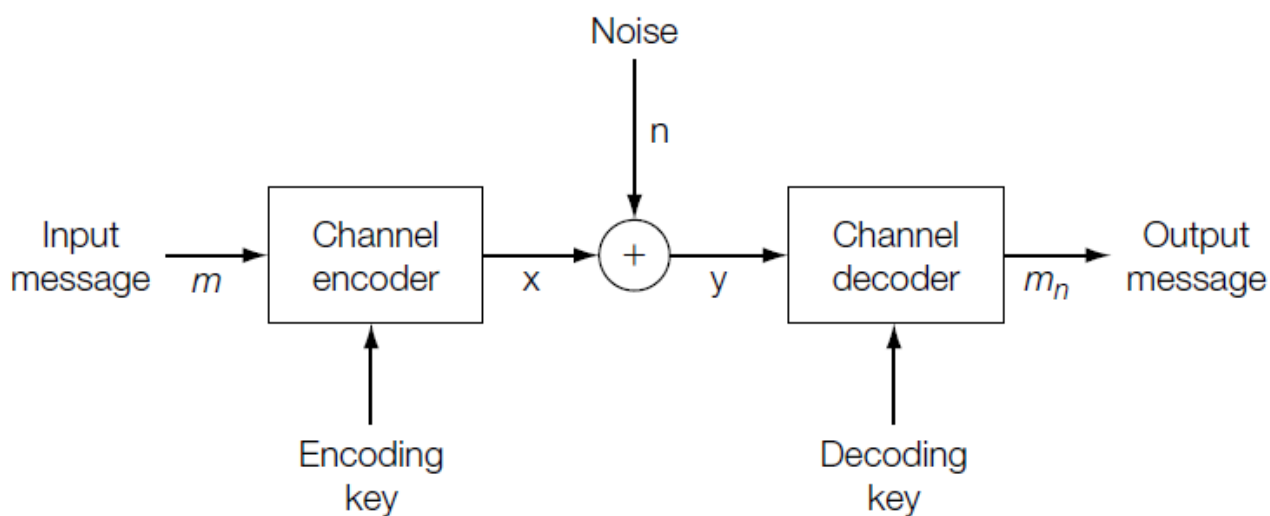 Noise
n
Input
message
m
Channel
encoder
x
+
y
Channel
decoder
m_n
Output
message
Encoding
key
Decoding
key